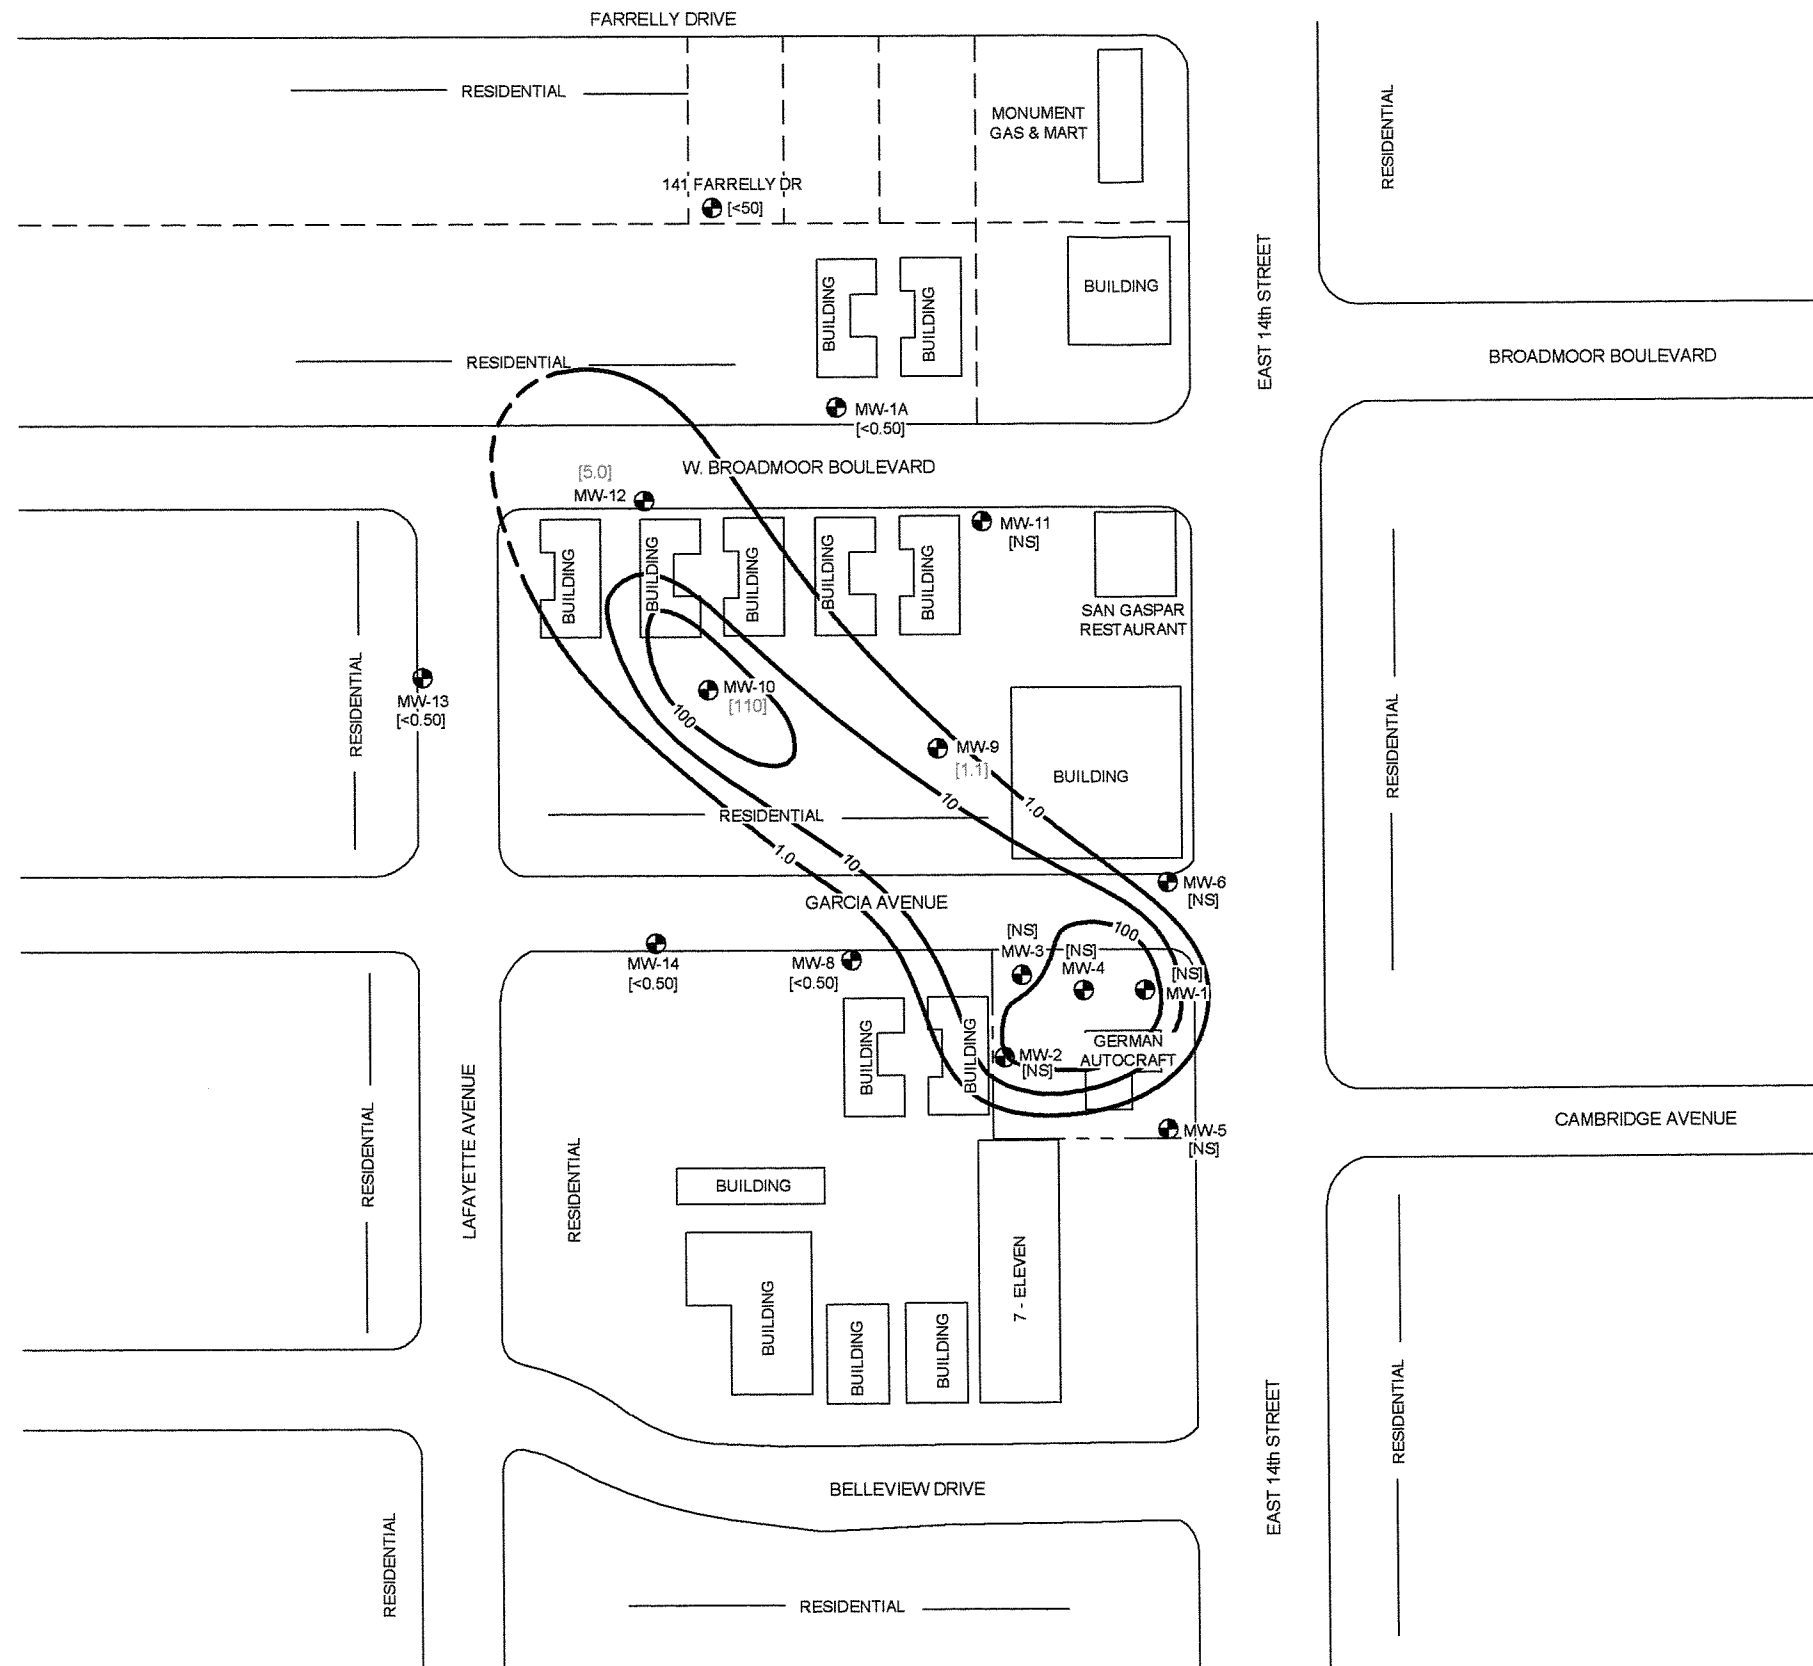 FARRELLY DRIVE
RESIDENTIAL
MONUMENT
GAS & MART
RESIDENTIAL
141 FARRELLY DR
[<50]
BUILDING
BUILDING
BUILDING
EAST 14th STREET
BROADMOOR BOULEVARD
RESIDENTIAL
MW-1A
[<0.50]
W. BROADMOOR BOULEVARD
[5.0]
MW-12
MW-11
[NS]
BUILDING
BUILDING
BUILDING
BUILDING
BUILDING
SAN GASPAR
RESTAURANT
RESIDENTIAL
MW-13
[<0.50]
MW-10
[110]
100
MW-9
[1.1]
BUILDING
RESIDENTIAL
10
1.0
RESIDENTIAL
1.0
10
MW-6
[NS]
GARCIA AVENUE
[NS]
MW-3
[NS]
MW-4
100
[NS]
MW-1
MW-14
[<0.50]
MW-8
[<0.50]
BUILDING
BUILDING
MW-2
[NS]
GERMAN
AUTOCRAFT
MW-5
[NS]
CAMBRIDGE AVENUE
RESIDENTIAL
LAFAYETTE AVENUE
RESIDENTIAL
BUILDING
BUILDING
BUILDING
BUILDING
7 - ELEVEN
RESIDENTIAL
EAST 14th STREET
BELLEVIEW DRIVE
RESIDENTIAL
RESIDENTIAL